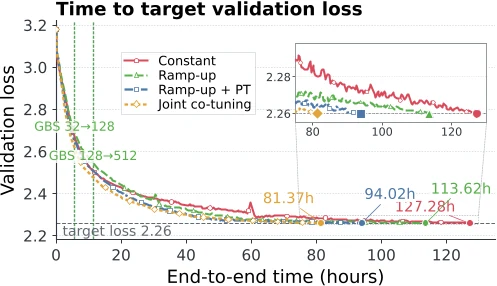 Time to target validation loss
Validation loss
3.2
3.0
2.8
2.6
2.4
2.2
Constant
Ramp-up
Ramp-up + PT
Joint co-tuning
GBS 32→128
GBS 128→512
target loss 2.26
2.28
2.26
80
100
120
81.37h
94.02h
113.62h
127.28h
0
20
40
60
80
100
120
End-to-end time (hours)